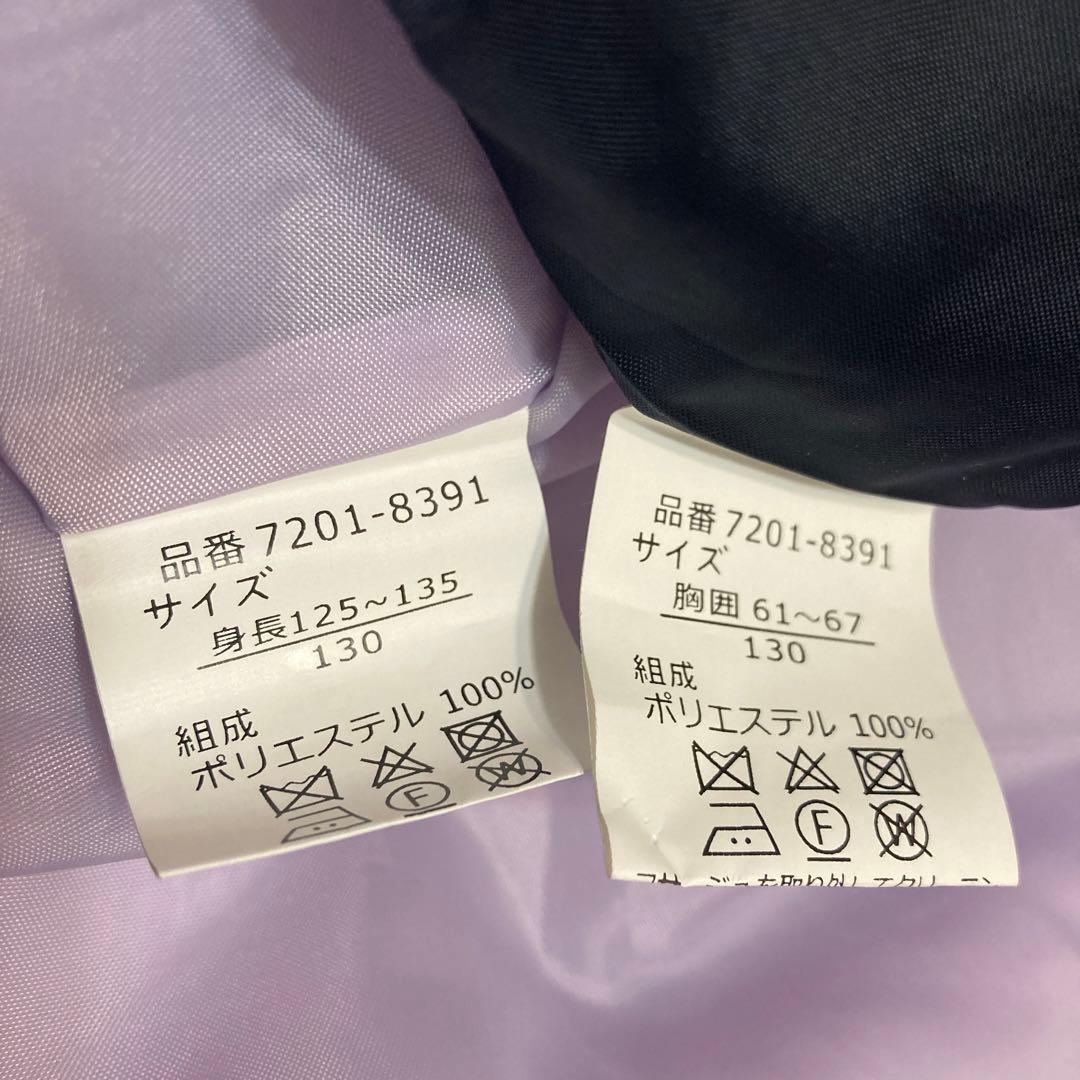 品番 7201-8391
サイズ
身長125~135
130
組成
ポリエステル 100%
F
W
品番 7201-8391
サイズ
胸囲 61~67
130
組成
ポリエステル 100%
F
W